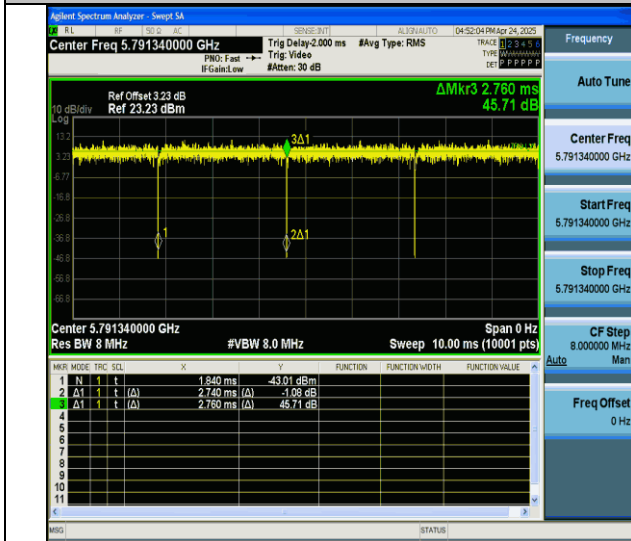 Agilent Spectrum Analyzer - Swept SA
RL RF 50 Ω AC SENSE:INT ALIGNAUTO 04:52:04 PM Apr 24, 2025
Center Freq 5.791340000 GHz
PNO: Fast
IFGain:Low
Trig Delay-2.000 ms
Trig: Video
#Atten: 30 dB
#Avg Type: RMS
TRACE 1 2 3 4 5 6
TYPE
DET P P P P P P
Ref Offset 3.23 dB
Ref 23.23 dBm
10 dB/div
Log
ΔMkr3 2.760 ms
45.71 dB
13.2
3.23
-6.77
-16.8
-26.8
-36.8
-46.8
-56.8
-66.8
3Δ1
1
2Δ1
Center 5.791340000 GHz Span 0 Hz
Res BW 8 MHz #VBW 8.0 MHz Sweep 10.00 ms (10001 pts)
MKR MODE TRC SCL X Y FUNCTION FUNCTION WIDTH FUNCTION VALUE
1 N 1 t 1.840 ms -43.01 dBm
2 Δ1 1 t (Δ) 2.740 ms (Δ) -1.08 dB
3 Δ1 1 t (Δ) 2.760 ms (Δ) 45.71 dB
4
5
6
7
8
9
10
11
MSG STATUS
Frequency
Auto Tune
Center Freq
5.791340000 GHz
Start Freq
5.791340000 GHz
Stop Freq
5.791340000 GHz
CF Step
8.000000 MHz
Auto Man
Freq Offset
0 Hz